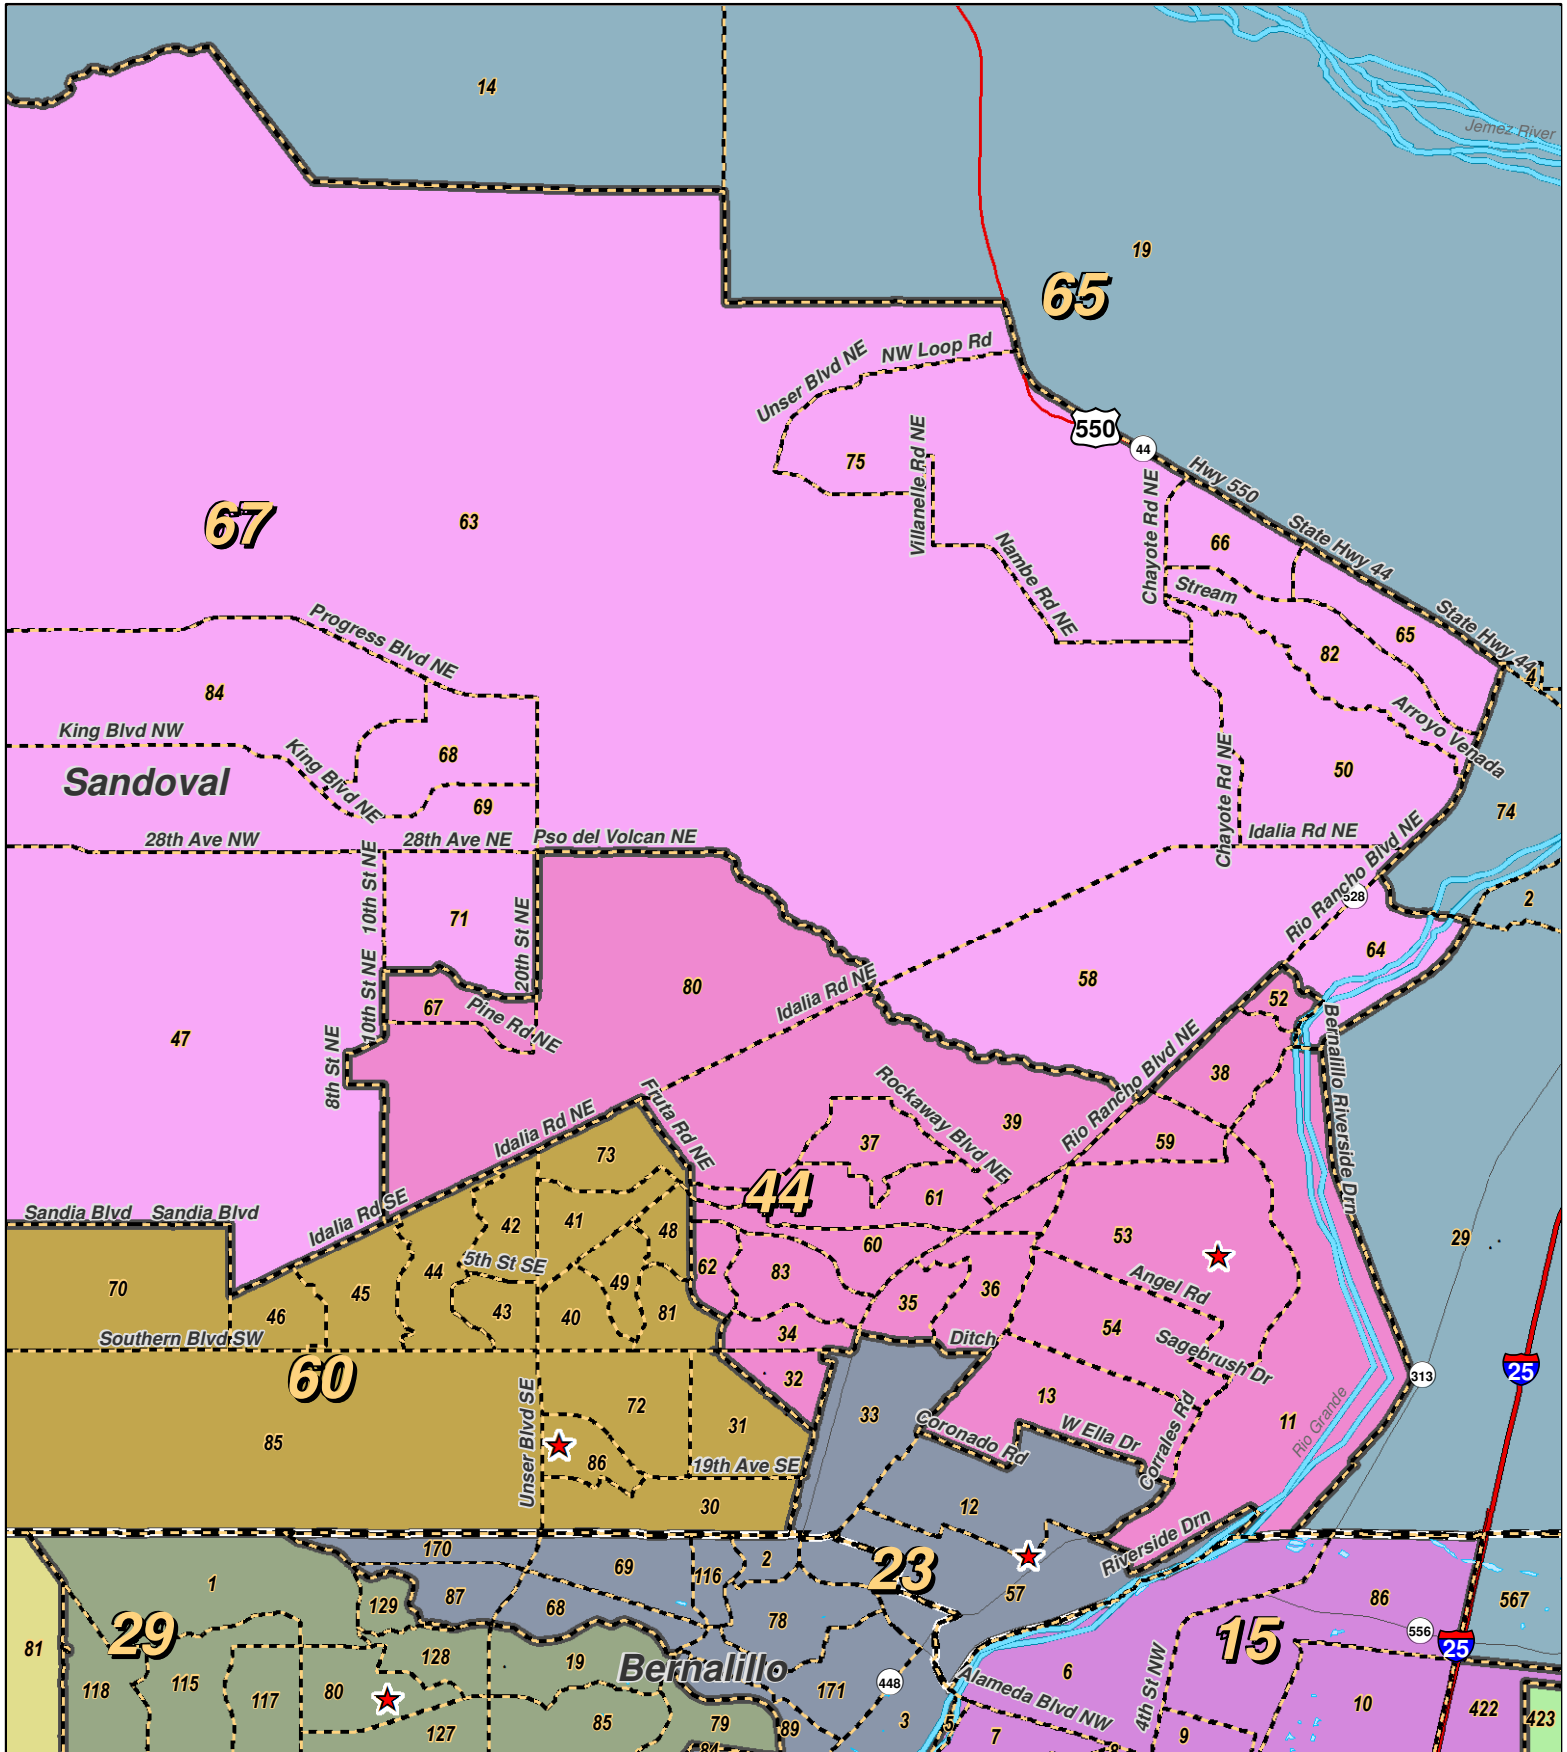 14
Jemez River
19
65
NW Loop Rd
Unser Blvd NE
550
44
75
Villanelle Rd NE
Hwy 550
Chayote Rd NE
67
63
State Hwy 44
66
Nambe Rd NE
Stream
State Hwy 44
Progress Blvd NE
65
82
4
84
Arroyo Venada
King Blvd NW
King Blvd NE
68
Sandoval
Chayote Rd NE
50
69
74
28th Ave NW
28th Ave NE
Pso del Volcan NE
Idalia Rd NE
Rio Rancho Blvd NE
528
2
10th St NE
71
20th St NE
64
80
Idalia Rd NE
58
52
67
Pine Rd NE
10th St NE
47
8th St NE
Bernalillo Riverside Drn
Rio Rancho Blvd NE
38
Fruta Rd NE
Rockaway Blvd NE
39
Idalia Rd NE
37
59
73
44
61
Sandia Blvd
Sandia Blvd
Idalia Rd SE
42
41
48
53
29
60
5th St SE
44
62
83
49
Angel Rd
70
45
46
43
40
81
35
36
54
34
Ditch
Southern Blvd SW
Sagebrush Dr
25
60
32
313
Unser Blvd SE
72
33
13
31
11
Rio Grande
Coronado Rd
W Ella Dr
Corrales Rd
85
86
19th Ave SE
30
12
Riverside Drn
170
69
2
23
116
57
1
129
87
68
78
86
567
29
15
556
25
81
128
19
Bernalillo
6
118
115
117
80
171
448
Alameda Blvd NW
4th St NW
10
422
423
127
85
79
89
3
5
7
9
84
8